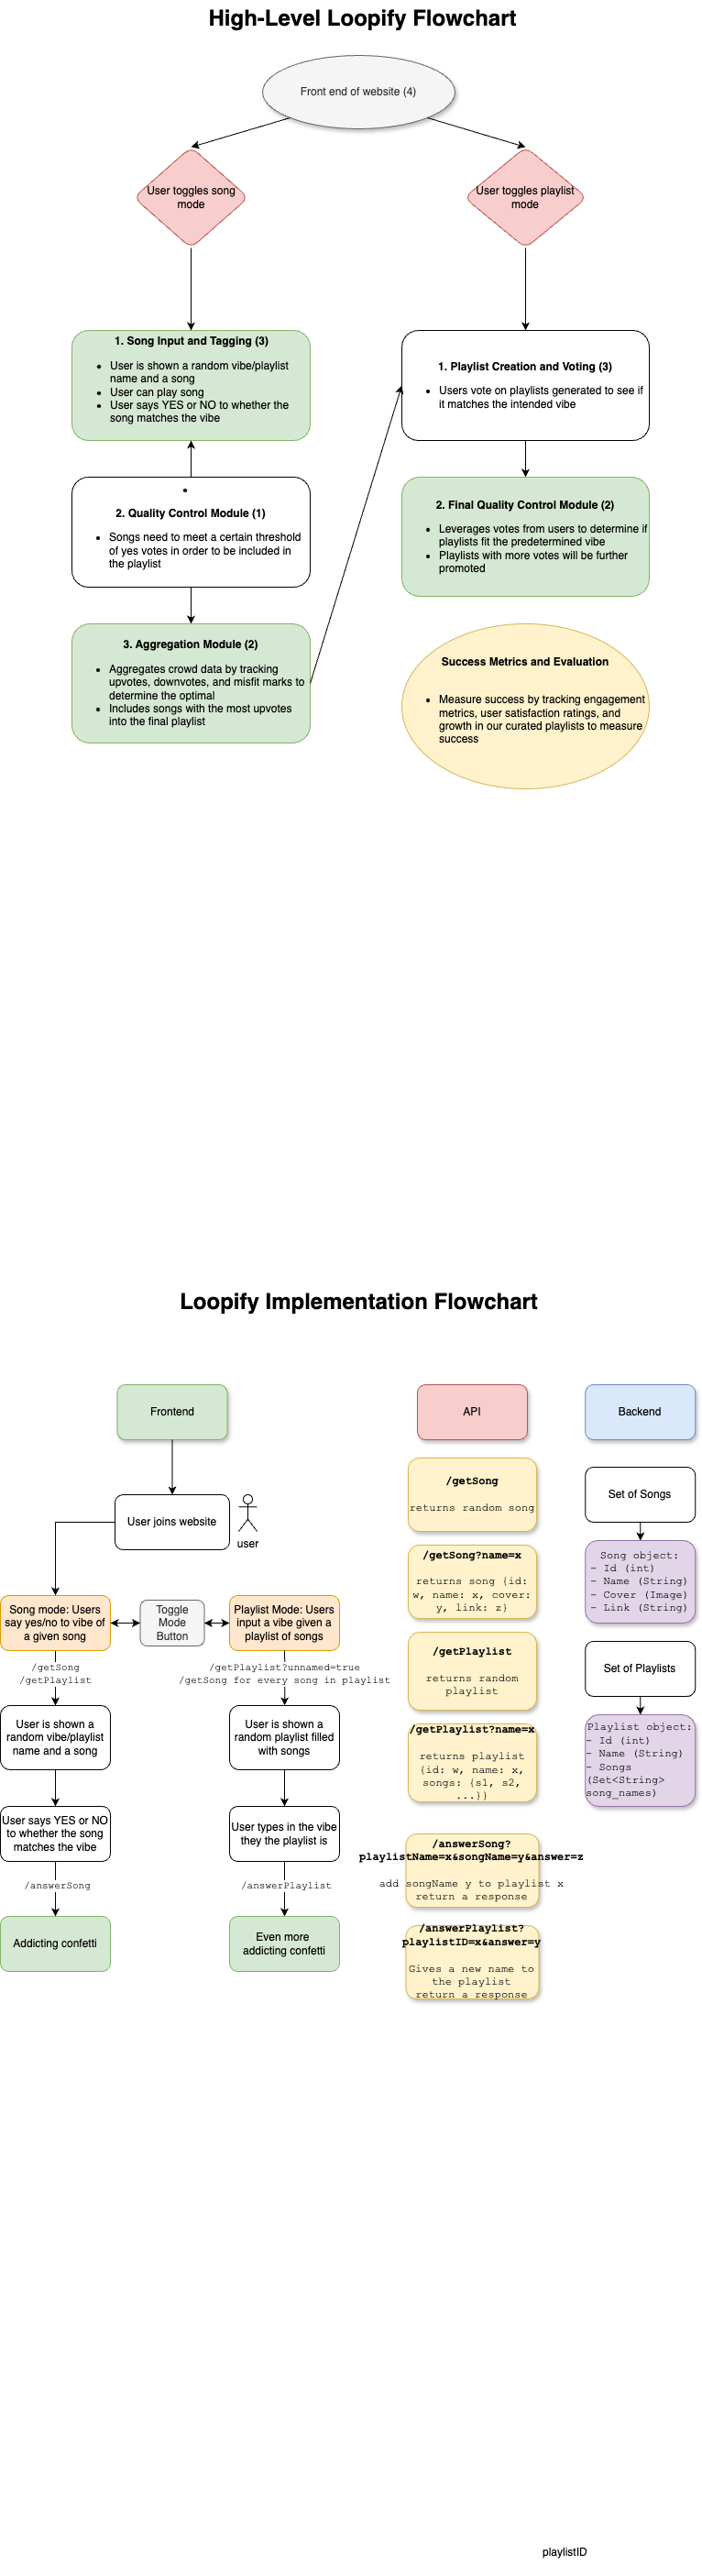 High-Level Loopify Flowchart
Front end of website (4)
User toggles song
mode
User toggles playlist
mode
1. Song Input and Tagging (3)
• User is shown a random vibe/playlist
name and a song
• User can play song
• User says YES or NO to whether the
song matches the vibe
1. Playlist Creation and Voting (3)
• Users vote on playlists generated to see if
it matches the intended vibe
•
2. Quality Control Module (1)
• Songs need to meet a certain threshold
of yes votes in order to be included in
the playlist
2. Final Quality Control Module (2)
• Leverages votes from users to determine if
playlists fit the predetermined vibe
• Playlists with more votes will be further
promoted
3. Aggregation Module (2)
• Aggregates crowd data by tracking
upvotes, downvotes, and misfit marks to
determine the optimal
• Includes songs with the most upvotes
into the final playlist
Success Metrics and Evaluation
• Measure success by tracking engagement
metrics, user satisfaction ratings, and
growth in our curated playlists to measure
success
Loopify Implementation Flowchart
Frontend
User joins website
user
Song mode: Users
say yes/no to vibe of
a given song
Toggle
Mode
Button
Playlist Mode: Users
input a vibe given a
playlist of songs
/getSong
/getPlaylist
/getPlaylist?unnamed=true
/getSong for every song in playlist
User is shown a
random vibe/playlist
name and a song
User is shown a
random playlist filled
with songs
User says YES or NO
to whether the song
matches the vibe
User types in the vibe
they the playlist is
/answerSong
/answerPlaylist
Addicting confetti
Even more
addicting confetti
API
/getSong
returns random song
/getSong?name=x
returns song {id:
w, name: x, cover:
y, link: z}
/getPlaylist
returns random
playlist
/getPlaylist?name=x
returns playlist
{id: w, name: x,
songs: {s1, s2,
...}}
/answerSong?
playlistName=x&songName=y&answer=z
add songName y to playlist x
return a response
/answerPlaylist?
playlistID=x&answer=y
Gives a new name to
the playlist
return a response
Backend
Set of Songs
Song object:
- Id (int)
- Name (String)
- Cover (Image)
- Link (String)
Set of Playlists
Playlist object:
- Id (int)
- Name (String)
- Songs
(Set<String>
song_names)
playlistID